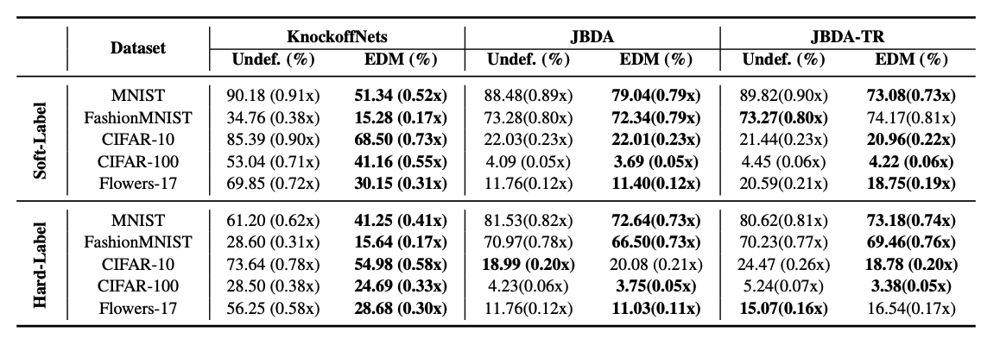 Dataset KnockoffNets JBDA JBDA-TR
Undef. (%) EDM (%) Undef. (%) EDM (%) Undef. (%) EDM (%)
Soft-Label
MNIST 90.18 (0.91x) 51.34 (0.52x) 88.48(0.89x) 79.04(0.79x) 89.82(0.90x) 73.08(0.73x)
FashionMNIST 34.76 (0.38x) 15.28 (0.17x) 73.28(0.80x) 72.34(0.79x) 73.27(0.80x) 74.17(0.81x)
CIFAR-10 85.39 (0.90x) 68.50 (0.73x) 22.03(0.23x) 22.01(0.23x) 21.44(0.23x) 20.96(0.22x)
CIFAR-100 53.04 (0.71x) 41.16 (0.55x) 4.09 (0.05x) 3.69 (0.05x) 4.45 (0.06x) 4.22 (0.06x)
Flowers-17 69.85 (0.72x) 30.15 (0.31x) 11.76(0.12x) 11.40(0.12x) 20.59(0.21x) 18.75(0.19x)
Hard-Label
MNIST 61.20 (0.62x) 41.25 (0.41x) 81.53(0.82x) 72.64(0.73x) 80.62(0.81x) 73.18(0.74x)
FashionMNIST 28.60 (0.31x) 15.64 (0.17x) 70.97(0.78x) 66.50(0.73x) 70.23(0.77x) 69.46(0.76x)
CIFAR-10 73.64 (0.78x) 54.98 (0.58x) 18.99 (0.20x) 20.08 (0.21x) 24.47 (0.26x) 18.78 (0.20x)
CIFAR-100 28.50 (0.38x) 24.69 (0.33x) 4.23(0.06x) 3.75(0.05x) 5.24(0.07x) 3.38(0.05x)
Flowers-17 56.25 (0.58x) 28.68 (0.30x) 11.76(0.12x) 11.03(0.11x) 15.07(0.16x) 16.54(0.17x)